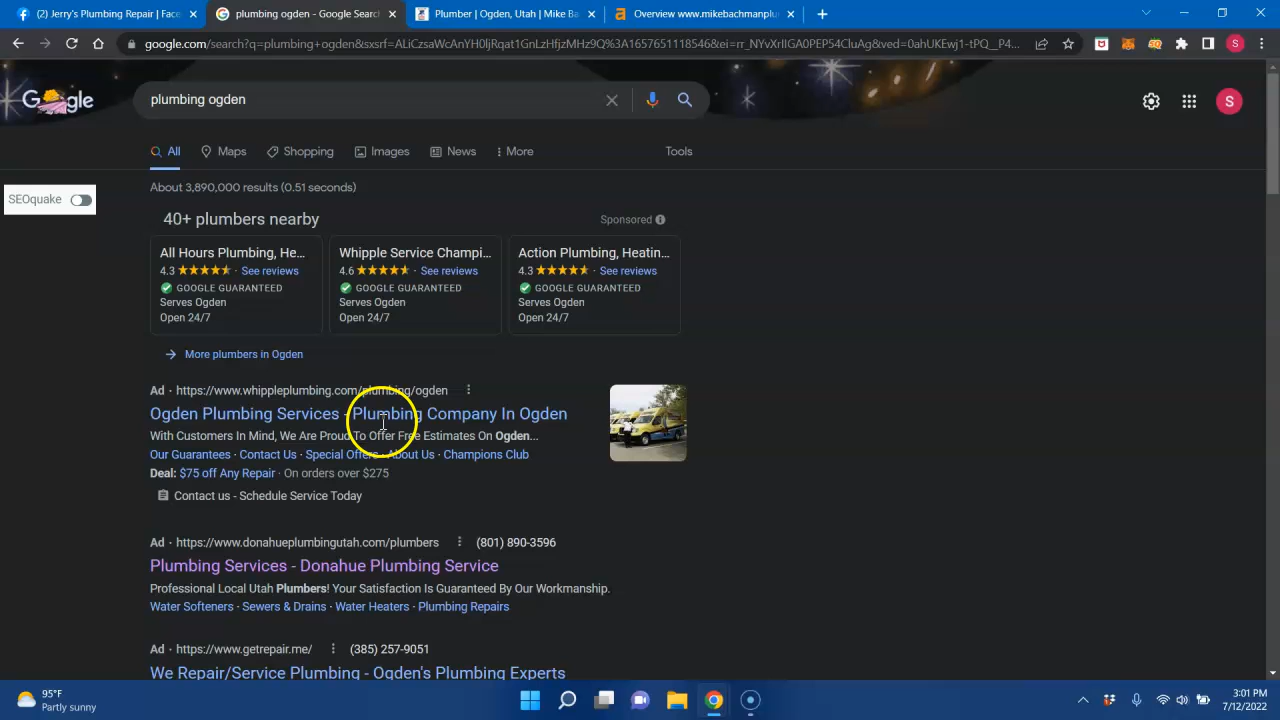 (2) Jerry's Plumbing Repair | Face
plumbing ogden - Google Search
Plumber | Ogden, Utah | Mike Ba
Overview www.mikebachmanplu
google.com/search?q=plumbing+ogden&sxsrf=ALiCzsaWcAnYH0ljRqat1GnLzHfjzMHz9Q%3A1657651118546&ei=rr_NYvXrIIGA0PEP54CluAg&ved=0ahUKEwj1-tPQ__P4...
Google
plumbing ogden
S
All
Maps
Shopping
Images
News
More
Tools
About 3,890,000 results (0.51 seconds)
SEOquake
40+ plumbers nearby
Sponsored
All Hours Plumbing, He...
4.3 · See reviews
GOOGLE GUARANTEED
Serves Ogden
Open 24/7
Whipple Service Champi...
4.6 · See reviews
GOOGLE GUARANTEED
Serves Ogden
Open 24/7
Action Plumbing, Heatin...
4.3 · See reviews
GOOGLE GUARANTEED
Serves Ogden
Open 24/7
More plumbers in Ogden
Ad · https://www.whippleplumbing.com/plumbing/ogden
Ogden Plumbing Services - Plumbing Company In Ogden
With Customers In Mind, We Are Proud To Offer Free Estimates On Ogden...
Our Guarantees · Contact Us · Special Offers · About Us · Champions Club
Deal: $75 off Any Repair · On orders over $275
Contact us - Schedule Service Today
Ad · https://www.donahueplumbingutah.com/plumbers (801) 890-3596
Plumbing Services - Donahue Plumbing Service
Professional Local Utah Plumbers! Your Satisfaction Is Guaranteed By Our Workmanship.
Water Softeners · Sewers & Drains · Water Heaters · Plumbing Repairs
Ad · https://www.getrepair.me/ (385) 257-9051
We Repair/Service Plumbing - Ogden's Plumbing Experts
95°F
Partly sunny
3:01 PM
7/12/2022